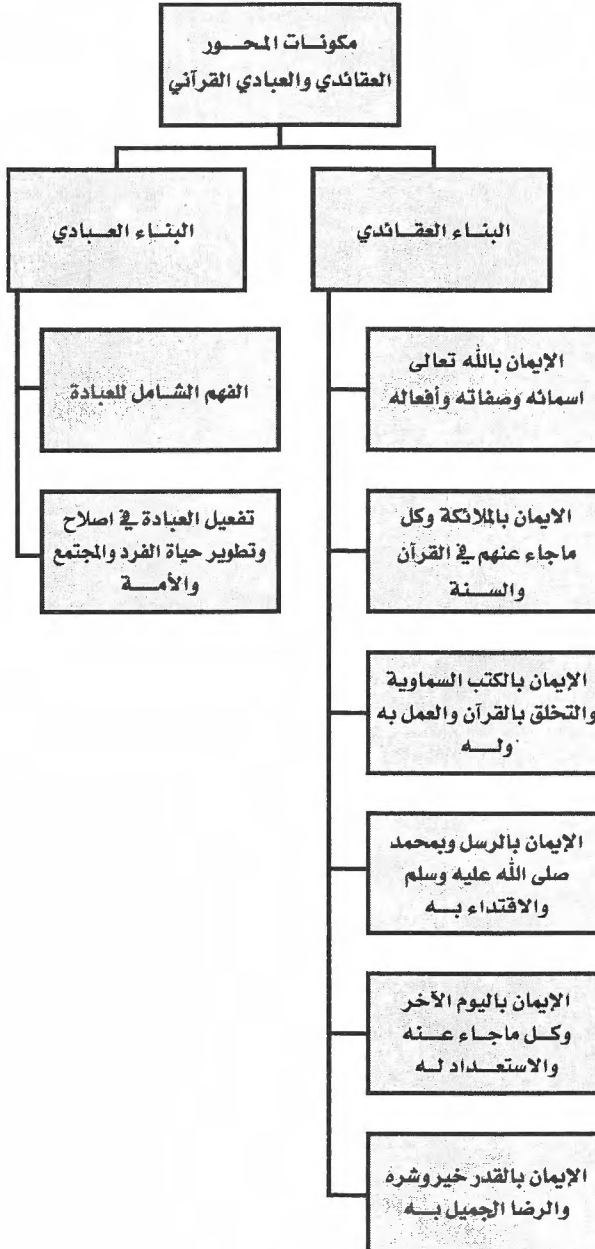 مكونات المحور
العقائدي والعبادي القرآني
البناء العقائدي
الإيمان بالله تعالى
اسمائه وصفاته وأفعاله
الايمان بالملائكة وكل
ماجاء عنهم في القرآن
والسنة
الإيمان بالكتب السماوية
والتخلق بالقرآن والعمل به
وله
الإيمان بالرسل وبمحمد
صلى الله عليه وسلم
والاقتداء به
الإيمان باليوم الآخر
وكل ماجاء عنه
والاستعداد له
الإيمان بالقدر خيروشره
والرضا الجميل به
البناء العبادي
الفهم الشامل للعبادة
تفعيل العبادة في اصلاح
وتطوير حياة الفرد والمجتمع
والأمة